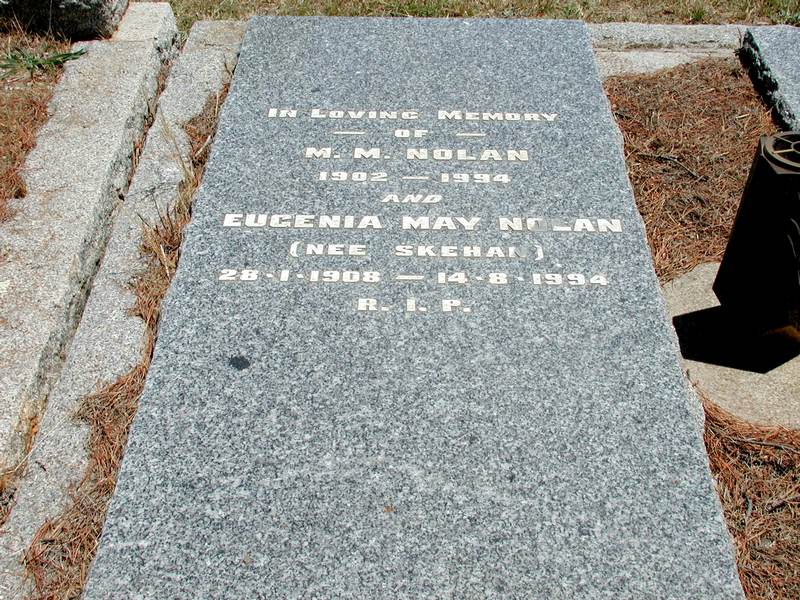 IN LOVING MEMORY
— OF —
M. M. NOLAN
1902 — 1994
AND
EUGENIA MAY NOLAN
(NEE SKEHAN)
28·1·1908 — 14·8·1994
R. I. P.